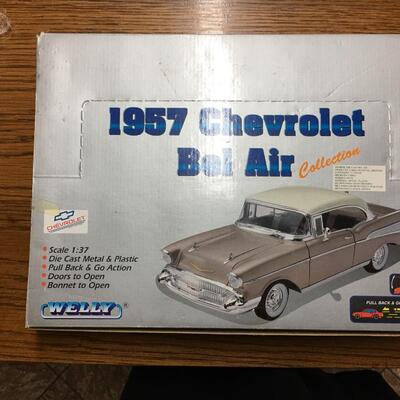 1957 Chevrolet
Bel Air
Collection
CHEVROLET
• Scale 1:37
• Die Cast Metal & Plastic
• Pull Back & Go Action
• Doors to Open
• Bonnet to Open
WELLY®
PULL BACK & GO